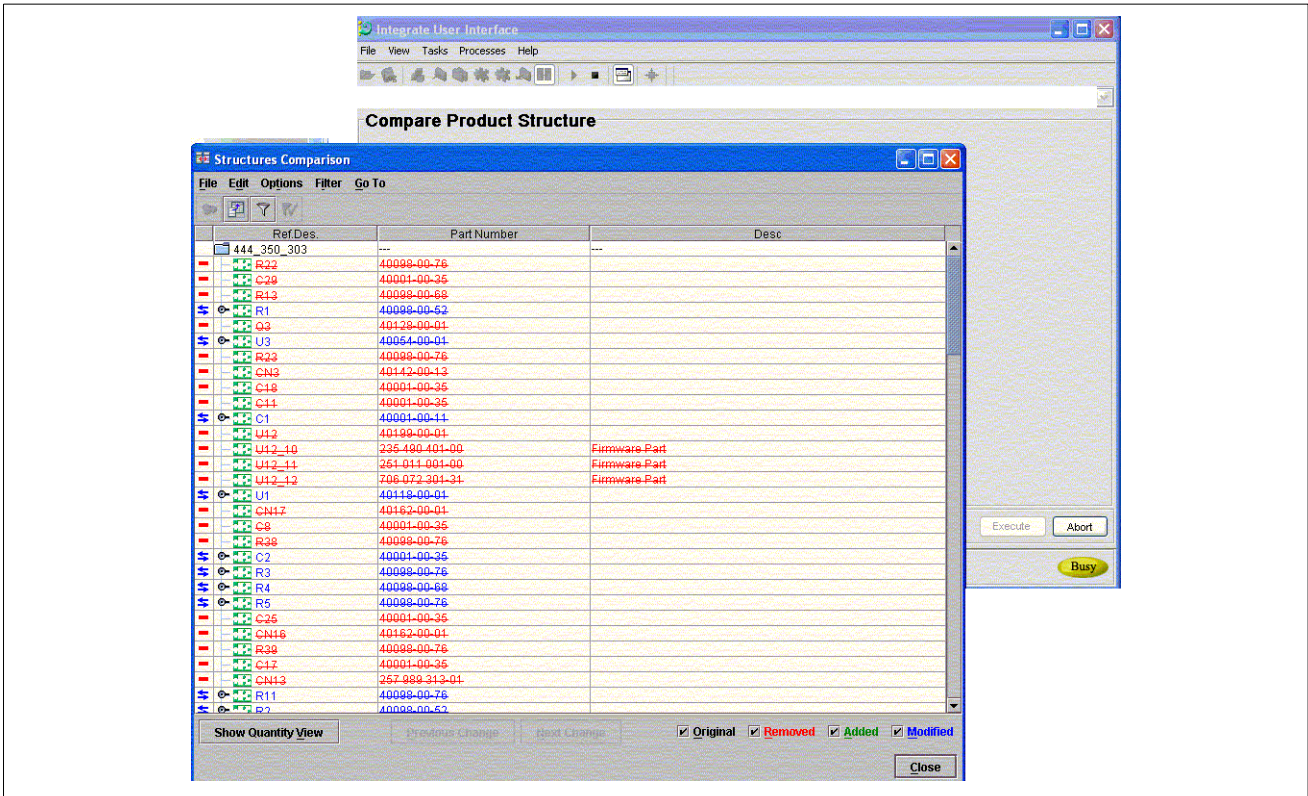 Integrate User Interface
File View Tasks Processes Help
Compare Product Structure
Structures Comparison
File Edit Options Filter Go To
Ref.Des. Part Number Desc
444_350_303 --- ---
R22 40098-00-76
C29 40001-00-35
R13 40098-00-68
R1 40098-00-52
Q3 40128-00-01
U3 40054-00-01
R23 40098-00-76
CN3 40142-00-13
C18 40001-00-35
C11 40001-00-35
C1 40001-00-11
U12 40199-00-01
U12_10 235 490 401-00 Firmware Part
U12_11 251 011 001-00 Firmware Part
U12_12 706 072 301-31 Firmware Part
U1 40118-00-01
CN17 40162-00-01
C8 40001-00-35
R38 40098-00-76
C2 40001-00-35
R3 40098-00-76
R4 40098-00-68
R5 40098-00-76
C25 40001-00-35
CN16 40162-00-01
R39 40098-00-76
C17 40001-00-35
CN13 257 989 313-01
R11 40098-00-76
R2 40098-00-52
Execute Abort
Busy
Show Quantity View Previous Change Next Change Original Removed Added Modified
Close